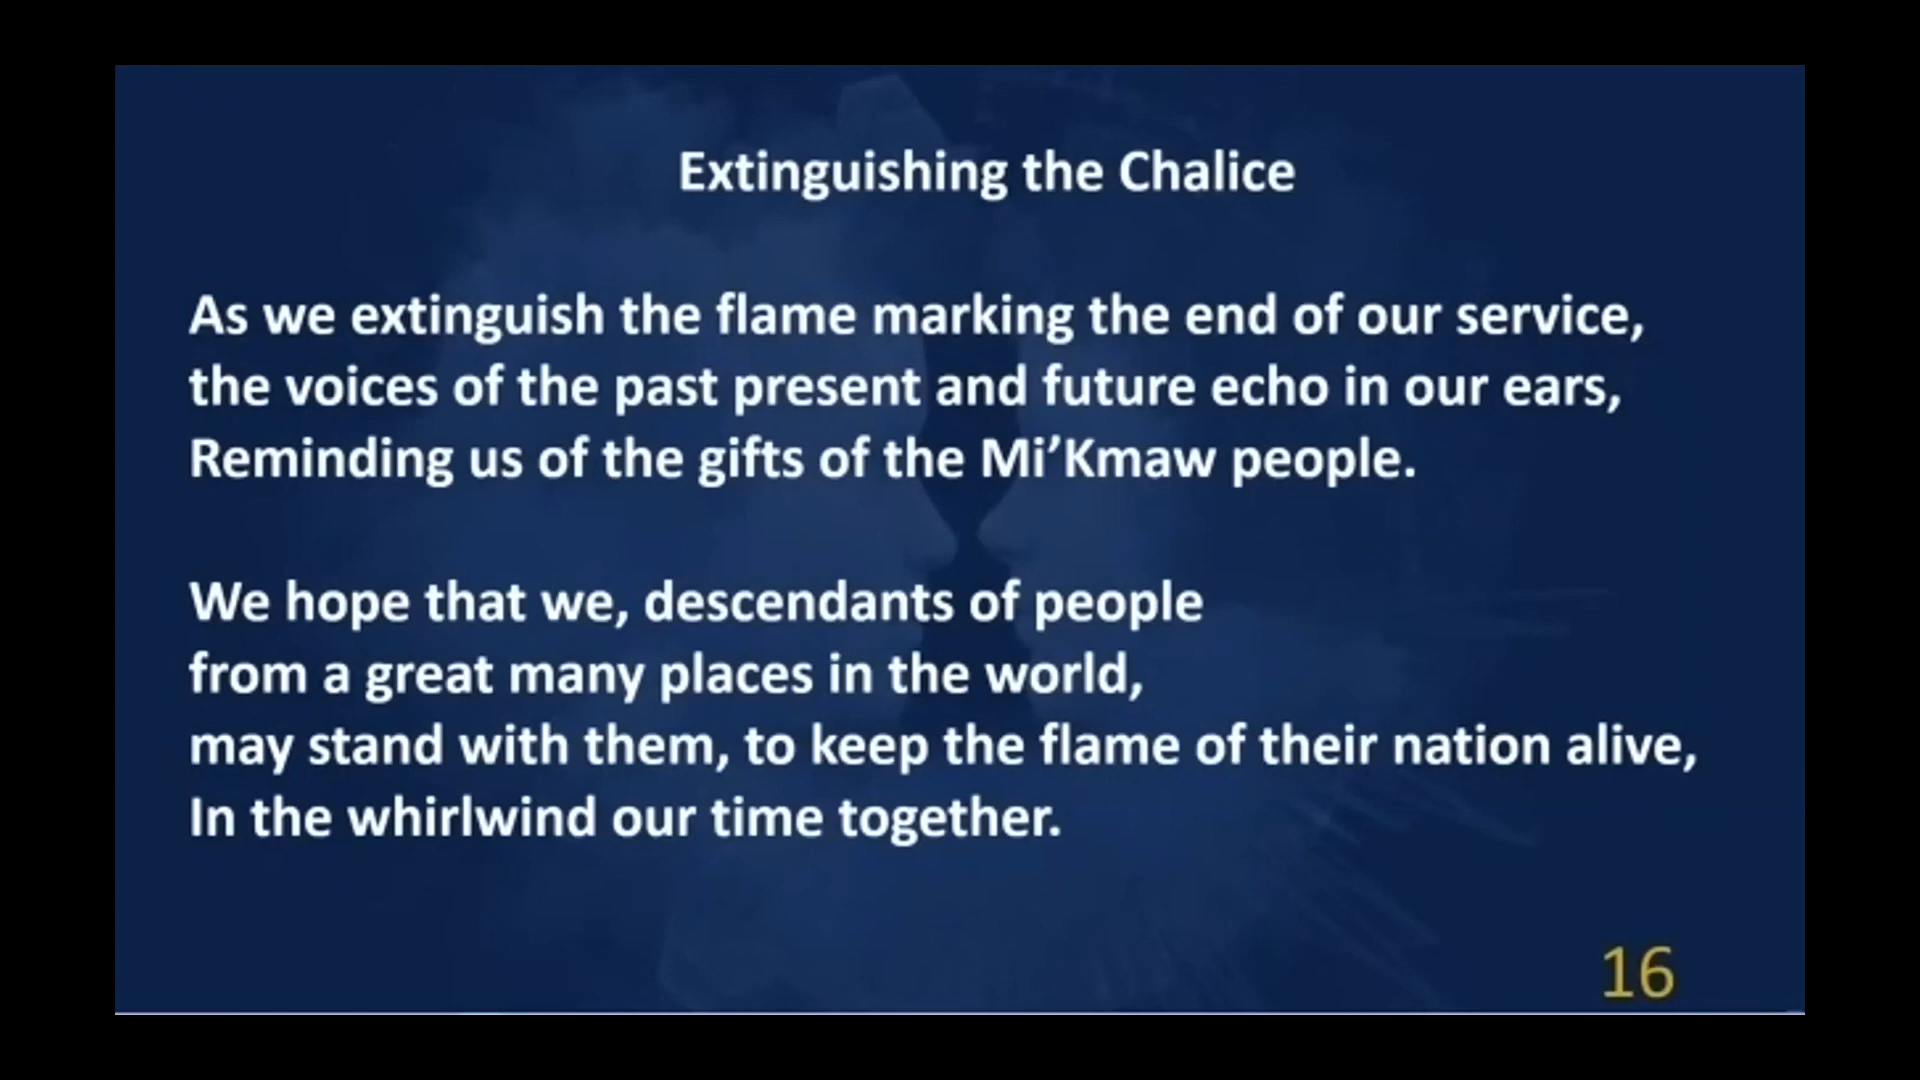 Extinguishing the Chalice
As we extinguish the flame marking the end of our service,
the voices of the past present and future echo in our ears,
Reminding us of the gifts of the Mi’Kmaw people.
We hope that we, descendants of people
from a great many places in the world,
may stand with them, to keep the flame of their nation alive,
In the whirlwind our time together.
16